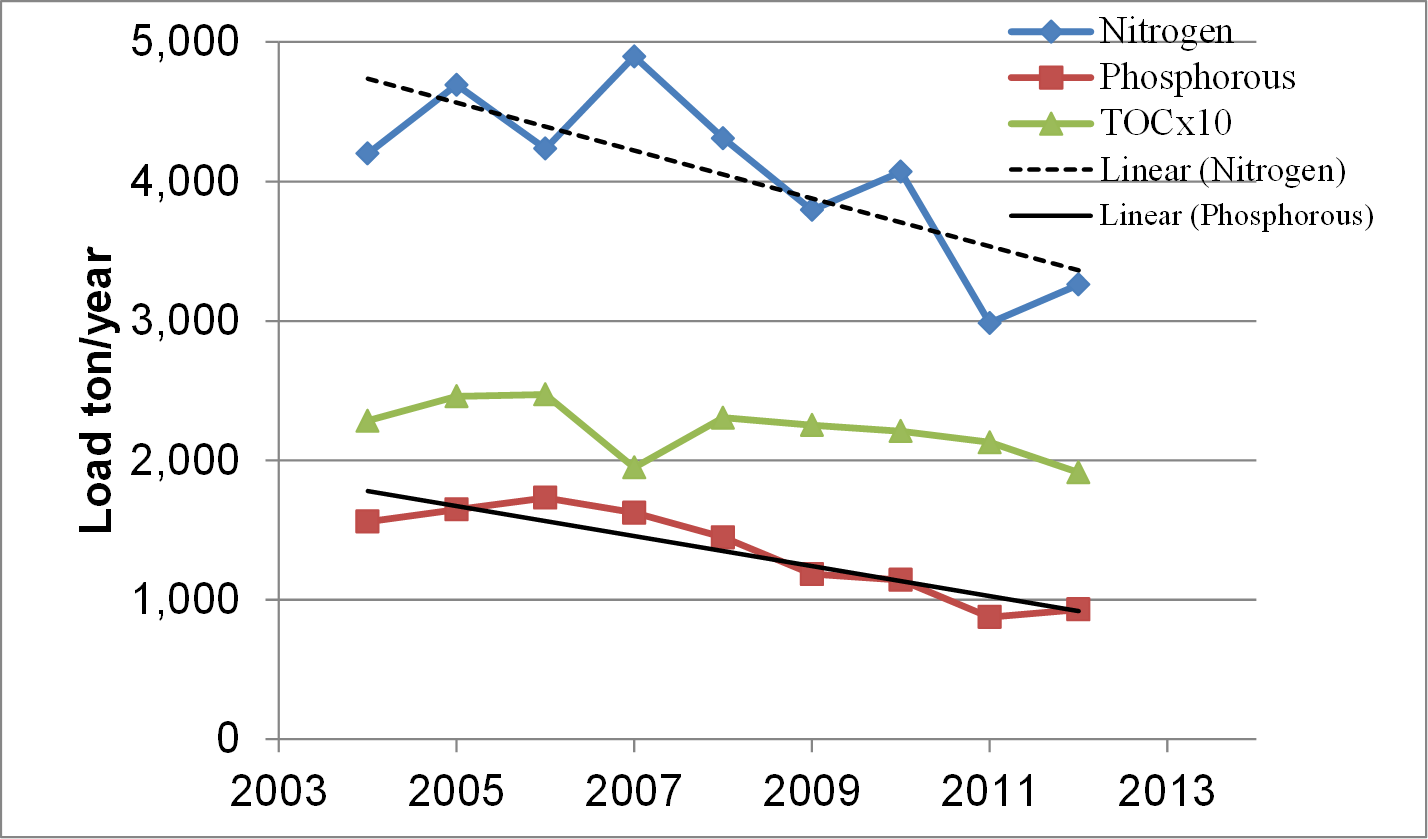 Load ton/year
5,000
4,000
3,000
2,000
1,000
0
2003 2005 2007 2009 2011 2013
Nitrogen
Phosphorous
TOCx10
Linear (Nitrogen)
Linear (Phosphorous)